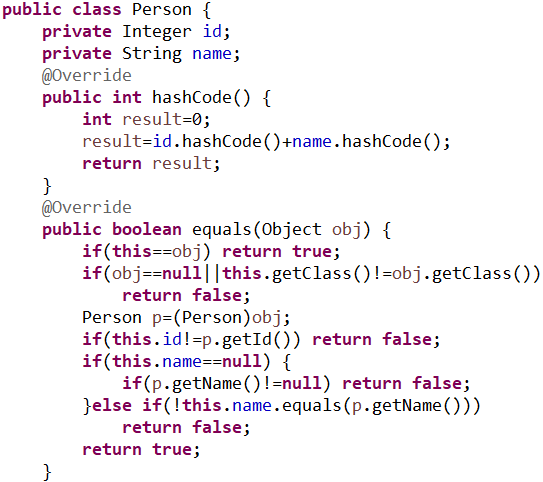 public class Person {
    private Integer id;
    private String name;
    @Override
    public int hashCode() {
        int result=0;
        result=id.hashCode()+name.hashCode();
        return result;
    }
    @Override
    public boolean equals(Object obj) {
        if(this==obj) return true;
        if(obj==null||this.getClass()!=obj.getClass())
            return false;
        Person p=(Person)obj;
        if(this.id!=p.getId()) return false;
        if(this.name==null) {
            if(p.getName()!=null) return false;
        }else if(!this.name.equals(p.getName()))
            return false;
        return true;
    }